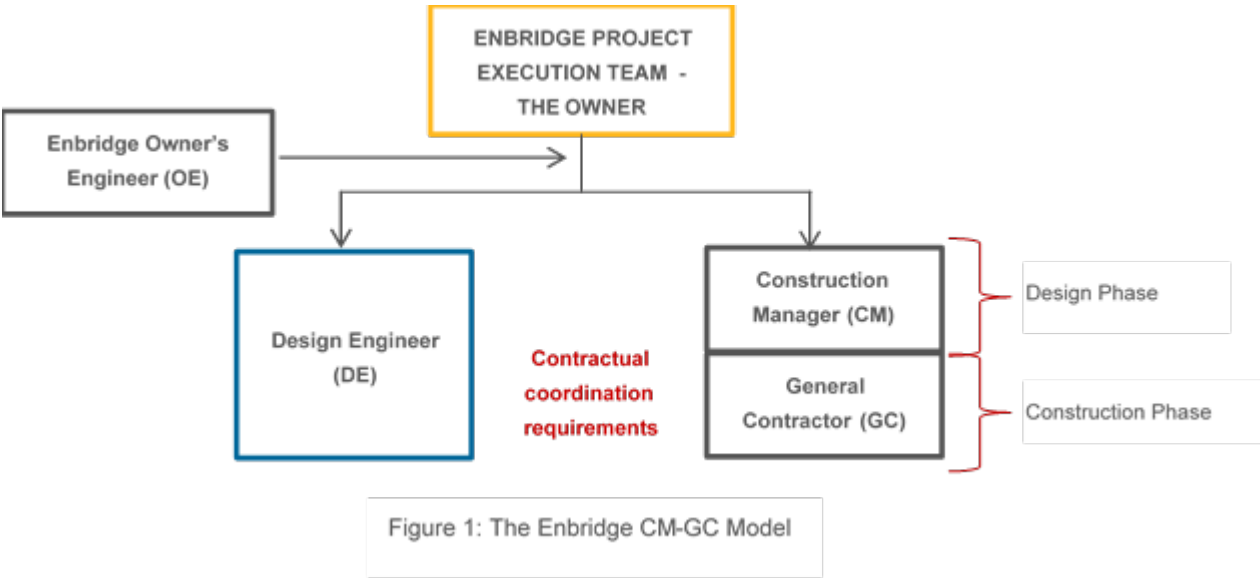 ENBRIDGE PROJECT
EXECUTION TEAM -
THE OWNER
Enbridge Owner's
Engineer (OE)
Design Engineer
(DE)
Contractual
coordination
requirements
Construction
Manager (CM)
General
Contractor (GC)
Design Phase
Construction Phase
Figure 1: The Enbridge CM-GC Model